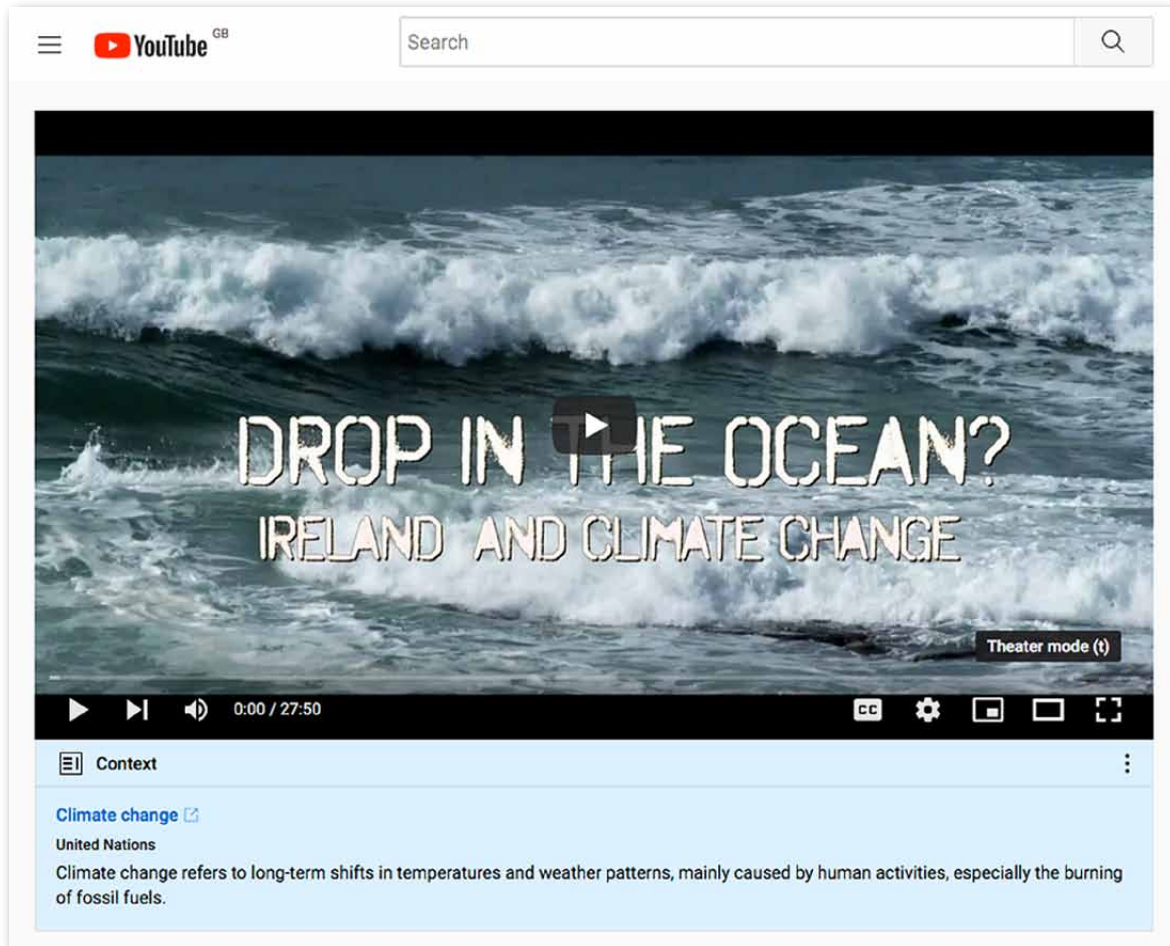 YouTube GB
Search
DROP IN THE OCEAN?
IRELAND AND CLIMATE CHANGE
Theater mode (t)
0:00 / 27:50
CC
Context
Climate change
United Nations
Climate change refers to long-term shifts in temperatures and weather patterns, mainly caused by human activities, especially the burning
of fossil fuels.